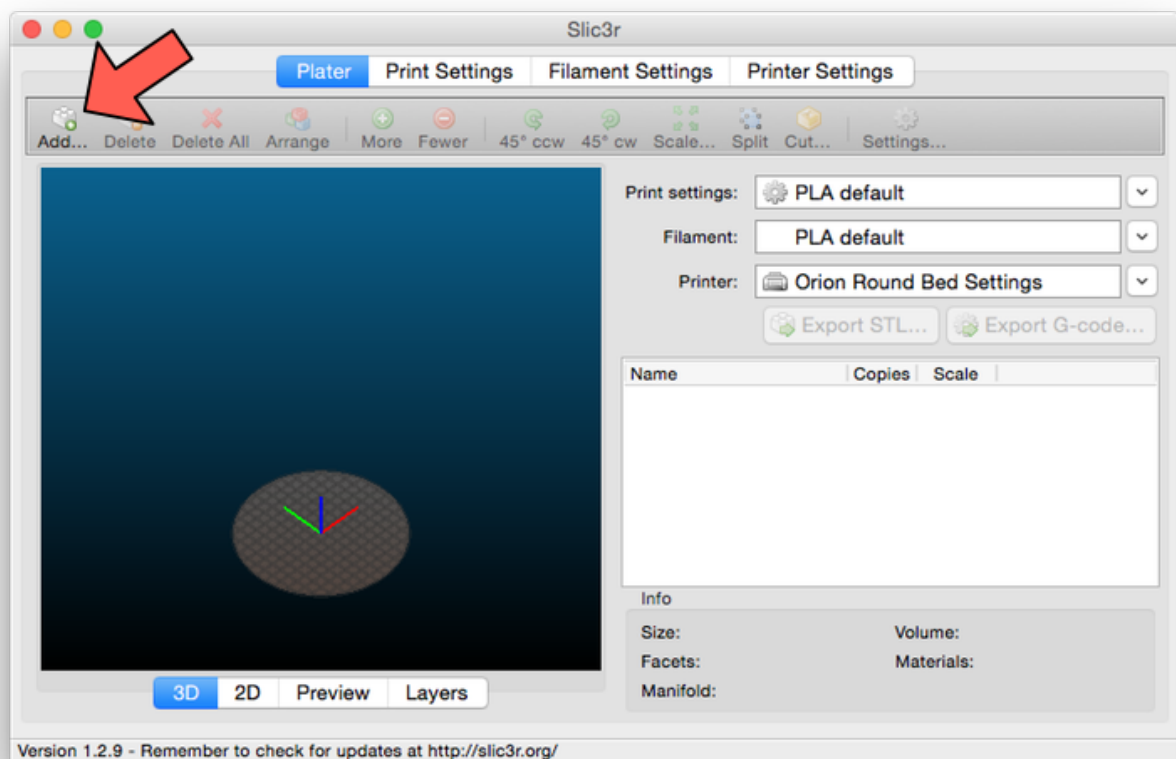 Slic3r
Plater Print Settings Filament Settings Printer Settings
Add... Delete Delete All Arrange More Fewer 45° ccw 45° cw Scale... Split Cut... Settings...
Print settings: PLA default
Filament: PLA default
Printer: Orion Round Bed Settings
Export STL... Export G-code...
Name Copies Scale
Info
Size: Volume:
Facets: Materials:
Manifold:
3D 2D Preview Layers
Version 1.2.9 - Remember to check for updates at http://slic3r.org/